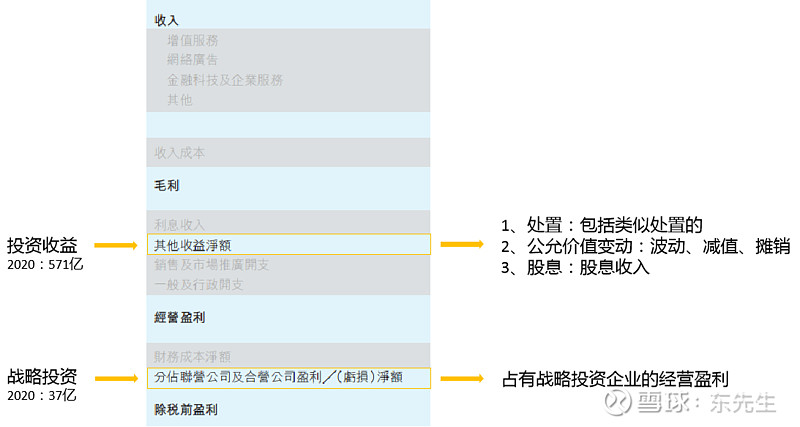 收入
增值服務
網絡廣告
金融科技及企業服務
其他
收入成本
毛利
利息收入
投资收益
2020：571亿
其他收益淨額
1、处置：包括类似处置的
2、公允价值变动：波动、减值、摊销
3、股息：股息收入
銷售及市場推廣開支
一般及行政開支
經營盈利
財務成本淨額
战略投资
2020：37亿
分佔聯營公司及合營公司盈利／(虧損)淨額
占有战略投资企业的经营盈利
除税前盈利
雪球：东先生